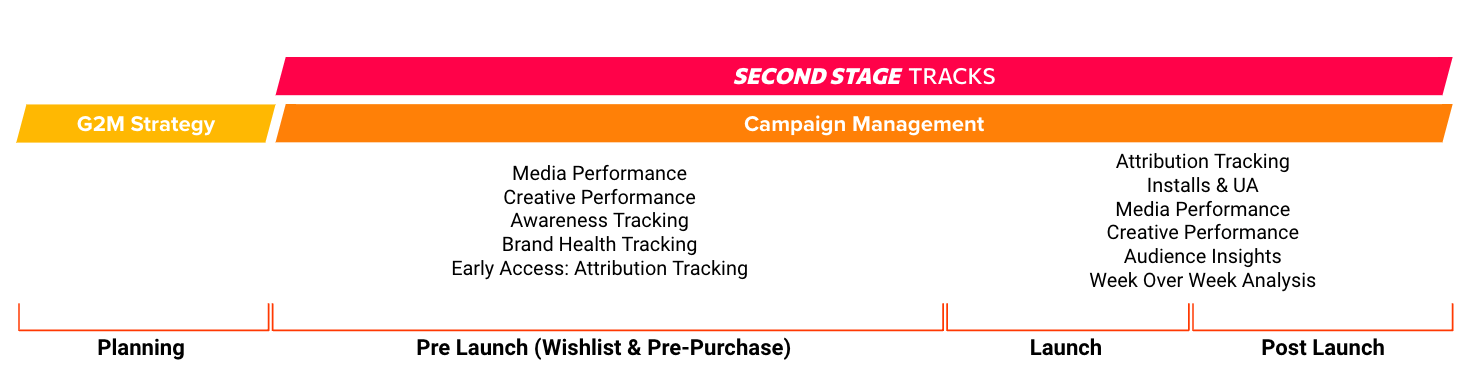 SECOND STAGE TRACKS
G2M Strategy
Campaign Management
Media Performance
Creative Performance
Awareness Tracking
Brand Health Tracking
Early Access: Attribution Tracking
Attribution Tracking
Installs & UA
Media Performance
Creative Performance
Audience Insights
Week Over Week Analysis
Planning
Pre Launch (Wishlist & Pre-Purchase)
Launch
Post Launch